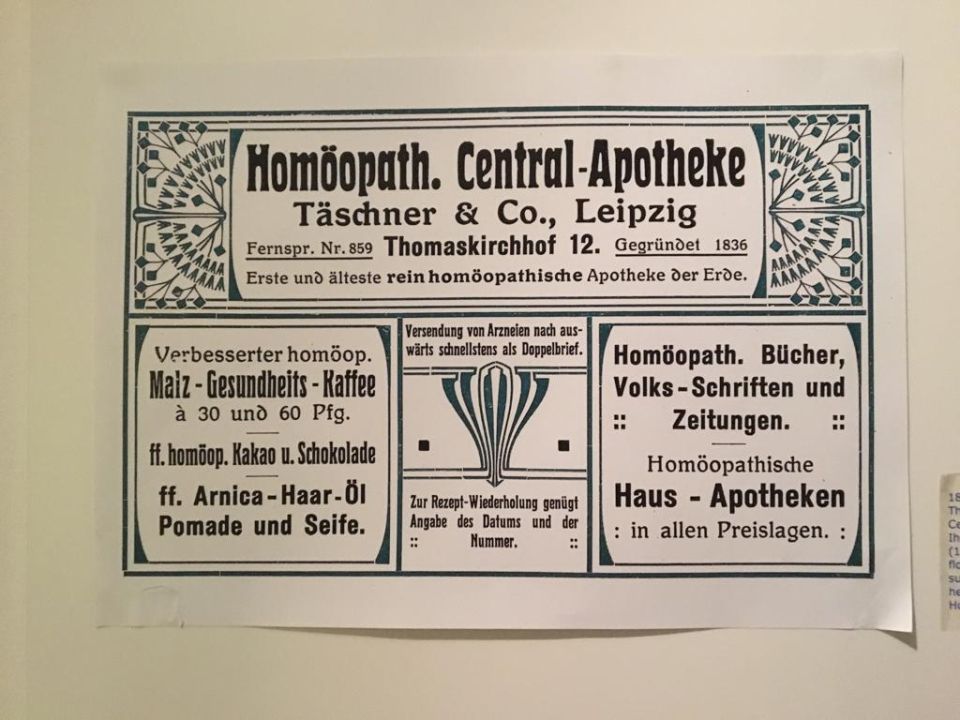 Homöopath. Central-Apotheke
Täschner & Co., Leipzig
Fernspr. Nr. 859 Thomaskirchhof 12. Gegründet 1836
Erste und älteste rein homöopathische Apotheke der Erde.
Verbesserter homöop.
Malz - Gesundheits - Kaffee
à 30 und 60 Pfg.
ff. homöop. Kakao u. Schokolade
ff. Arnica - Haar - Öl
Pomade und Seife.
Versendung von Arzneien nach aus-
wärts schnellstens als Doppelbrief.
Zur Rezept-Wiederholung genügt
Angabe des Datums und der
:: Nummer. ::
Homöopath. Bücher,
Volks - Schriften und
:: Zeitungen. ::
Homöopathische
Haus - Apotheken
: in allen Preislagen. :